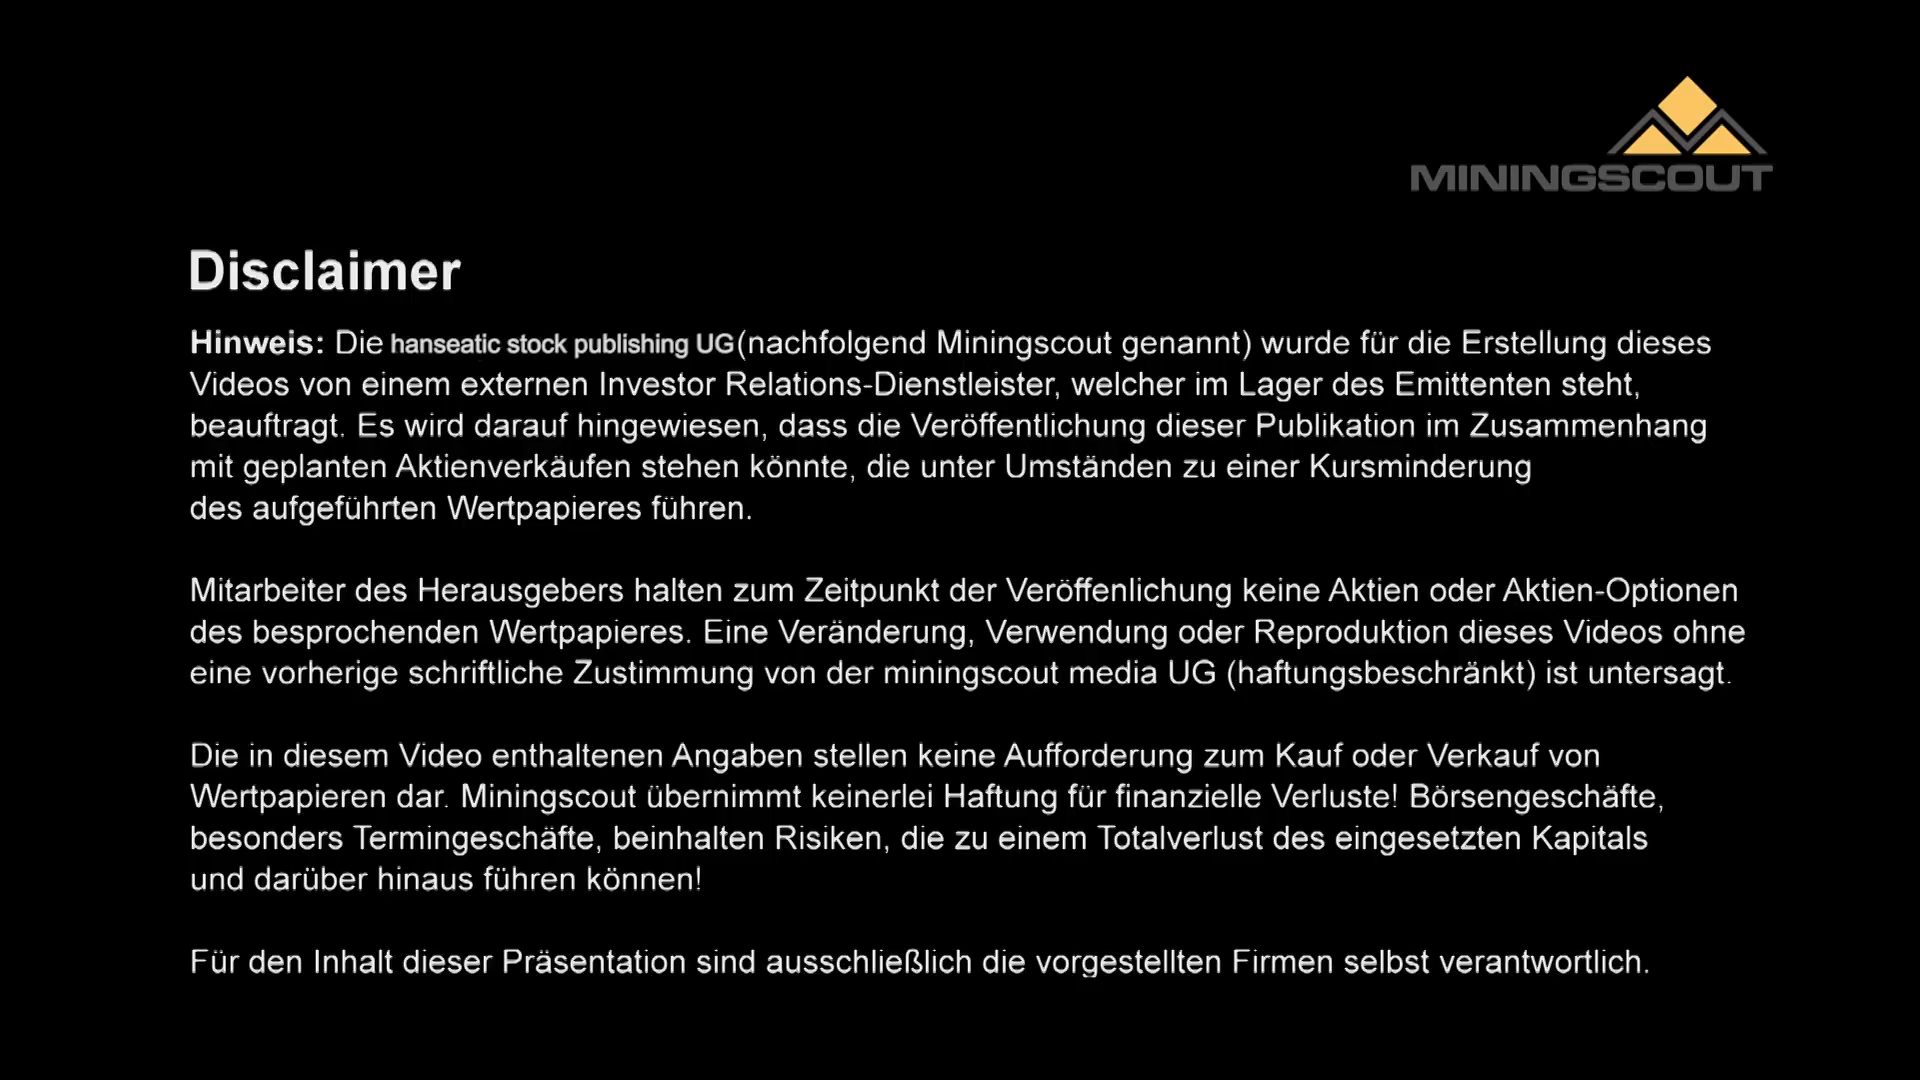 MININGSCOUT
Disclaimer
Hinweis: Die hanseatic stock publishing UG(nachfolgend Miningscout genannt) wurde für die Erstellung dieses
Videos von einem externen Investor Relations-Dienstleister, welcher im Lager des Emittenten steht,
beauftragt. Es wird darauf hingewiesen, dass die Veröffentlichung dieser Publikation im Zusammenhang
mit geplanten Aktienverkäufen stehen könnte, die unter Umständen zu einer Kursminderung
des aufgeführten Wertpapieres führen.
Mitarbeiter des Herausgebers halten zum Zeitpunkt der Veröffenlichung keine Aktien oder Aktien-Optionen
des besprochenden Wertpapieres. Eine Veränderung, Verwendung oder Reproduktion dieses Videos ohne
eine vorherige schriftliche Zustimmung von der miningscout media UG (haftungsbeschränkt) ist untersagt.
Die in diesem Video enthaltenen Angaben stellen keine Aufforderung zum Kauf oder Verkauf von
Wertpapieren dar. Miningscout übernimmt keinerlei Haftung für finanzielle Verluste! Börsengeschäfte,
besonders Termingeschäfte, beinhalten Risiken, die zu einem Totalverlust des eingesetzten Kapitals
und darüber hinaus führen können!
Für den Inhalt dieser Präsentation sind ausschließlich die vorgestellten Firmen selbst verantwortlich.